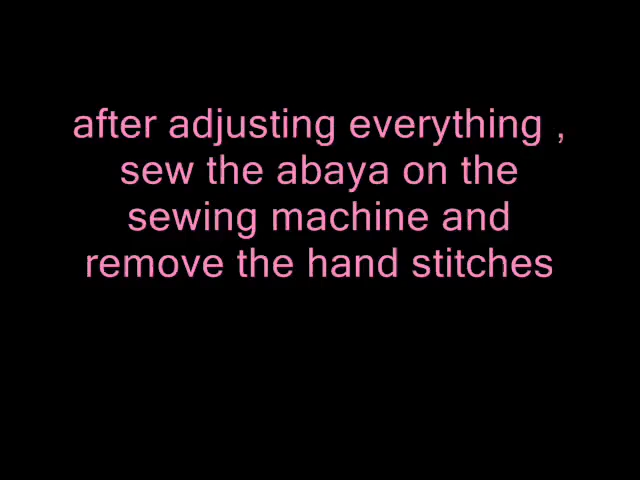 after adjusting everything ,
sew the abaya on the
sewing machine and
remove the hand stitches